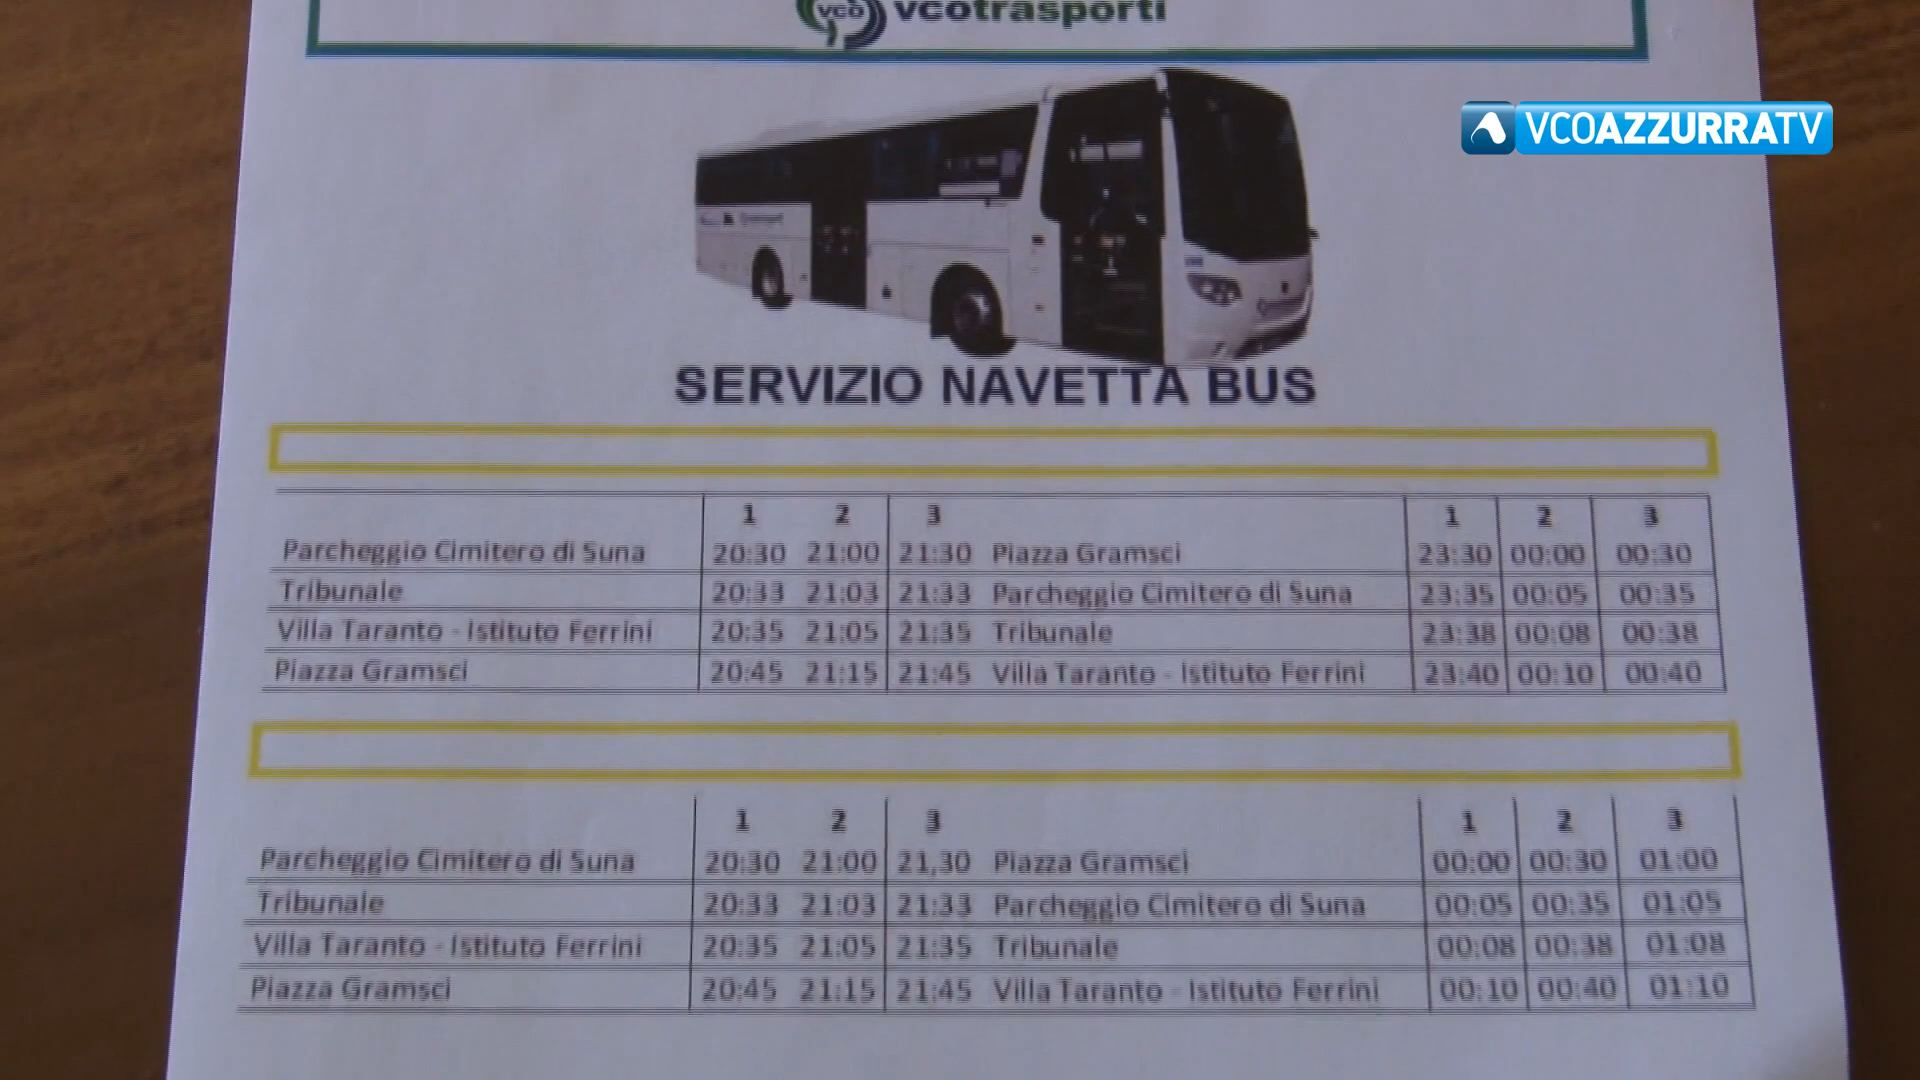 vco vcotrasporti
VCOAZZURRATV
SERVIZIO NAVETTA BUS
1 2 3 1 2 3
Parcheggio Cimitero di Suna 20:30 21:00 21:30 Piazza Gramsci 23:30 00:00 00:30
Tribunale 20:33 21:03 21:33 Parcheggio Cimitero di Suna 23:35 00:05 00:35
Villa Taranto - Istituto Ferrini 20:35 21:05 21:35 Tribunale 23:38 00:08 00:38
Piazza Gramsci 20:45 21:15 21:45 Villa Taranto - Istituto Ferrini 23:40 00:10 00:40
1 2 3 1 2 3
Parcheggio Cimitero di Suna 20:30 21:00 21,30 Piazza Gramsci 00:00 00:30 01:00
Tribunale 20:33 21:03 21:33 Parcheggio Cimitero di Suna 00:05 00:35 01:05
Villa Taranto - Istituto Ferrini 20:35 21:05 21:35 Tribunale 00:08 00:38 01:08
Piazza Gramsci 20:45 21:15 21:45 Villa Taranto - Istituto Ferrini 00:10 00:40 01:10